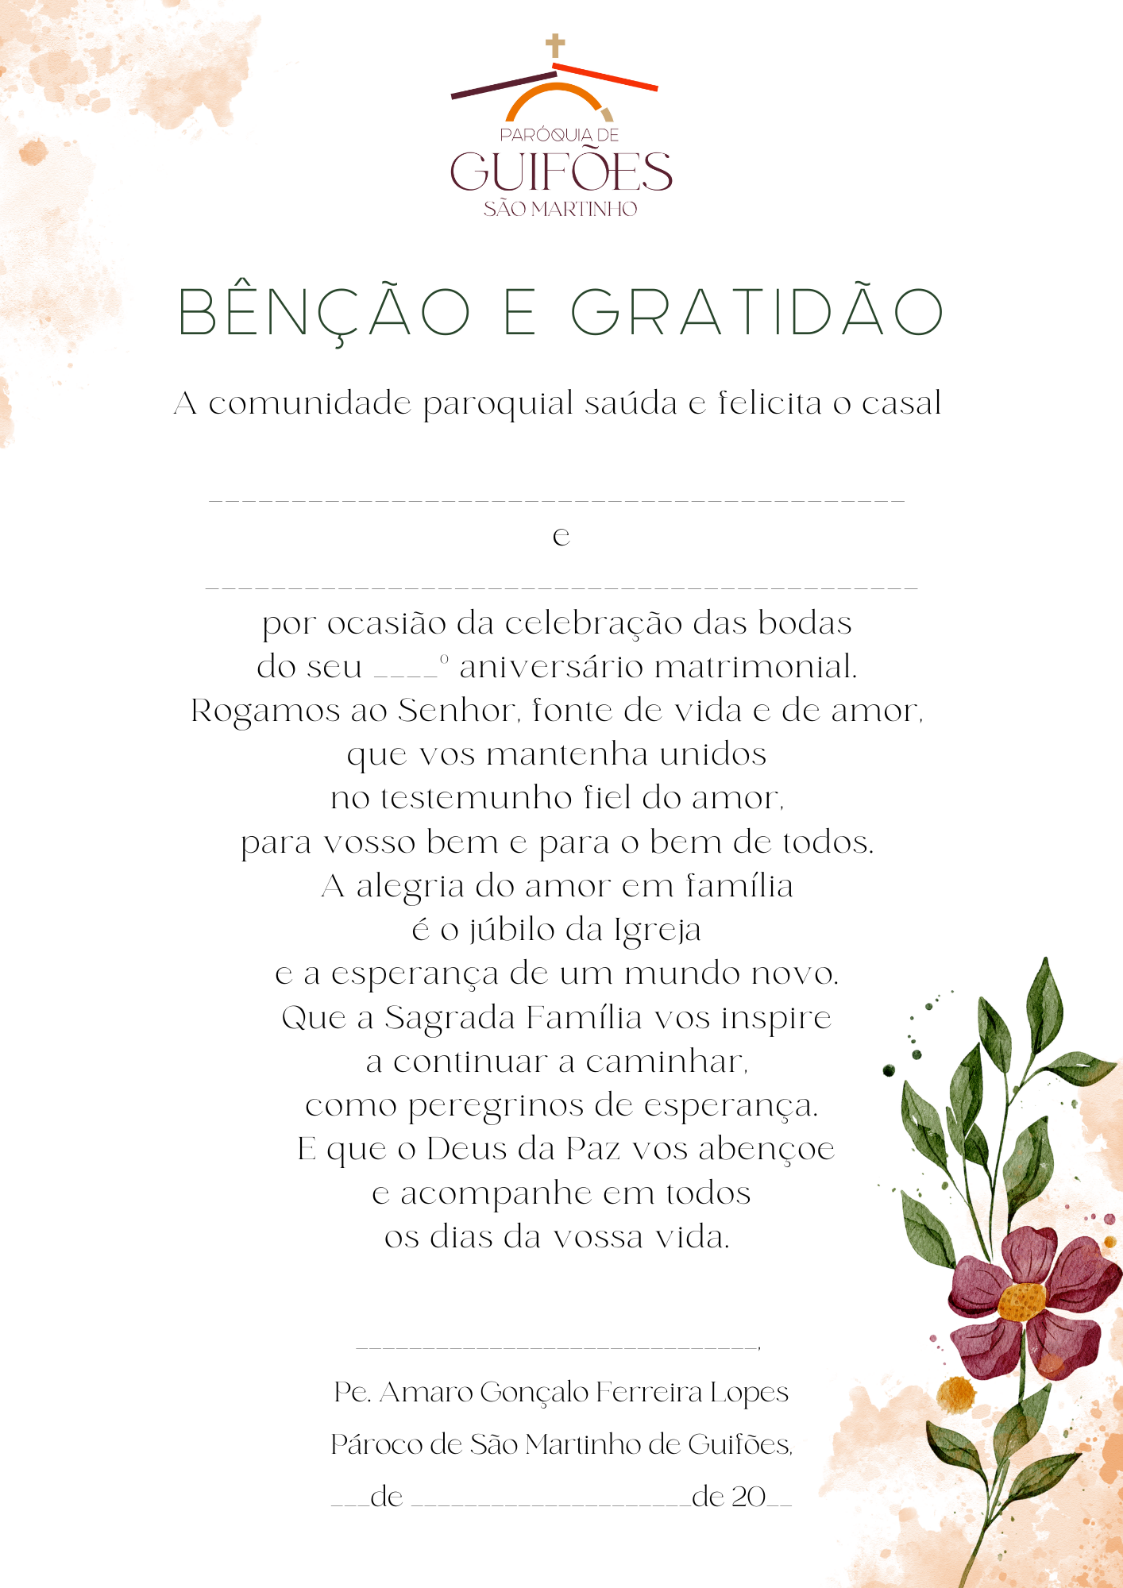 PARÓQUIA DE
GUIFÕES
SÃO MARTINHO
BÊNÇÃO E GRATIDÃO
A comunidade paroquial saúda e felicita o casal
__________________________________________
e
___________________________________________
por ocasião da celebração das bodas
do seu ____º aniversário matrimonial.
Rogamos ao Senhor, fonte de vida e de amor,
que vos mantenha unidos
no testemunho fiel do amor,
para vosso bem e para o bem de todos.
A alegria do amor em família
é o júbilo da Igreja
e a esperança de um mundo novo.
Que a Sagrada Família vos inspire
a continuar a caminhar,
como peregrinos de esperança.
E que o Deus da Paz vos abençoe
e acompanhe em todos
os dias da vossa vida.
______________________________,
Pe. Amaro Gonçalo Ferreira Lopes
Pároco de São Martinho de Guifões,
___de _____________________de 20__